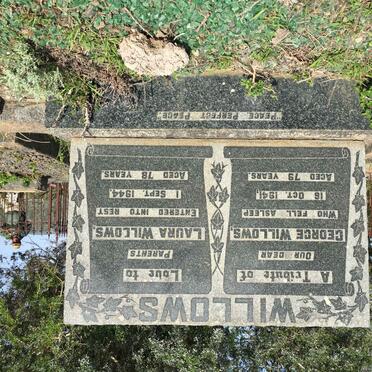 WILLOWS
A TRIBUTE OF LOVE TO
OUR DEAR PARENTS
GEORGE WILLOWS,
WHO FELL ASLEEP
16 OCT. 1941,
AGED 79 YEARS.
LAURA WILLOWS,
ENTERED INTO REST
1 SEPT. 1944,
AGED 78 YEARS
"PEACE PERFECT PEACE."